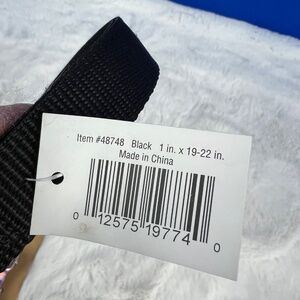 Item #48748 Black 1 in. x 19-22 in.
Made in China
0 12575 19774 0